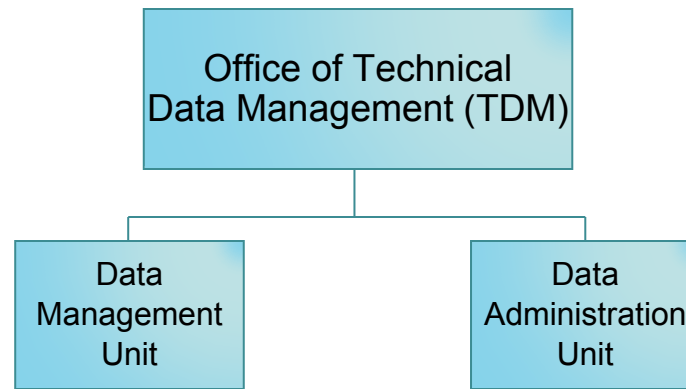 Office of Technical
Data Management (TDM)
Data
Management
Unit
Data
Administration
Unit